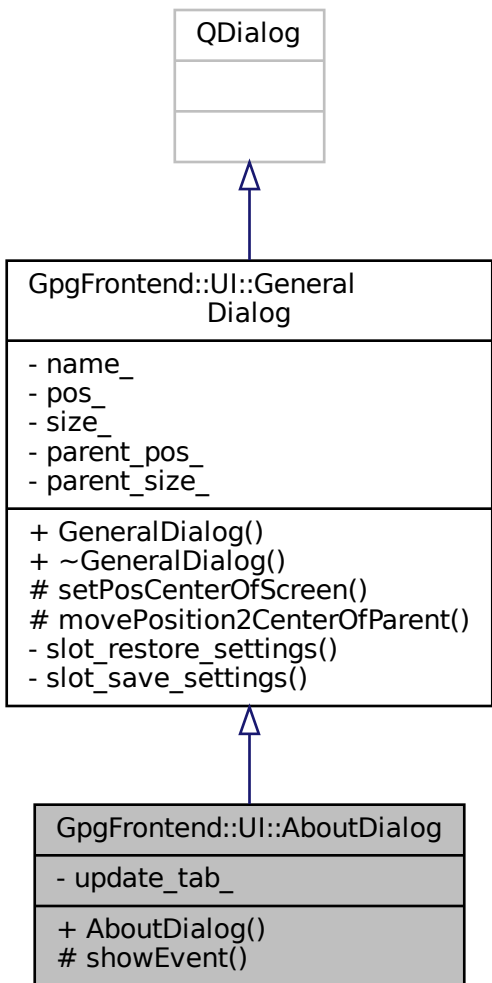 QDialog
GpgFrontend::UI::General
Dialog
- name_
- pos_
- size_
- parent_pos_
- parent_size_
+ GeneralDialog()
+ ~GeneralDialog()
# setPosCenterOfScreen()
# movePosition2CenterOfParent()
- slot_restore_settings()
- slot_save_settings()
GpgFrontend::UI::AboutDialog
- update_tab_
+ AboutDialog()
# showEvent()